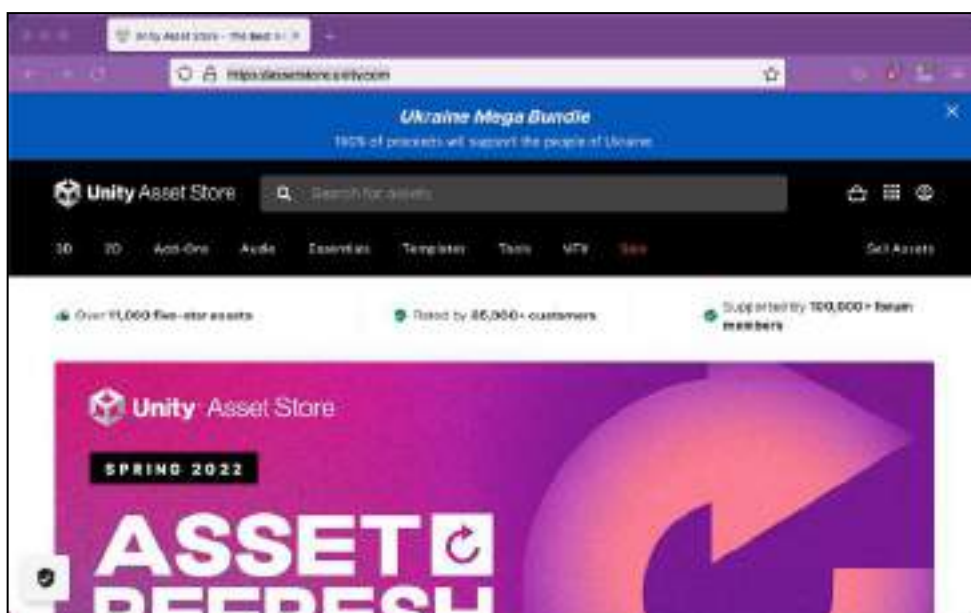 Unity Asset Store - the Best
https://assetstore.unity.com
Ukraine Mega Bundle
100% of proceeds will support the people of Ukraine
Unity Asset Store
Search for assets
3D 2D Add-Ons Audio Essentials Templates Tools VFX Sale Sell Assets
Over 11,000 five-star assets
Rated by 85,000+ customers
Supported by 100,000+ forum
members
Unity Asset Store
SPRING 2022
ASSET
REFRESH